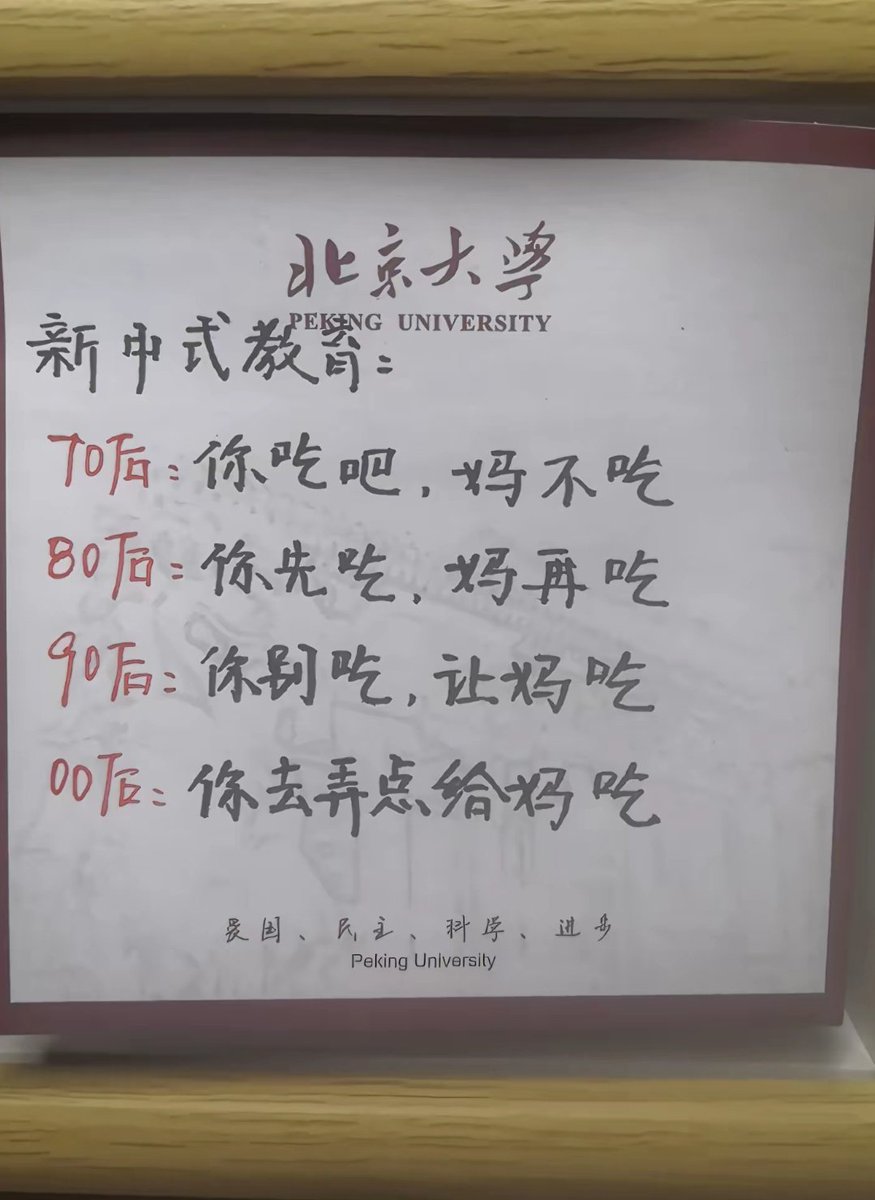 北京大學
PEKING UNIVERSITY
新中式教育:
70后:你吃吧,妈不吃
80后:你先吃,妈再吃
90后:你别吃,让妈吃
00后:你去弄点给妈吃
爱国、民主、科学、进步
Peking University